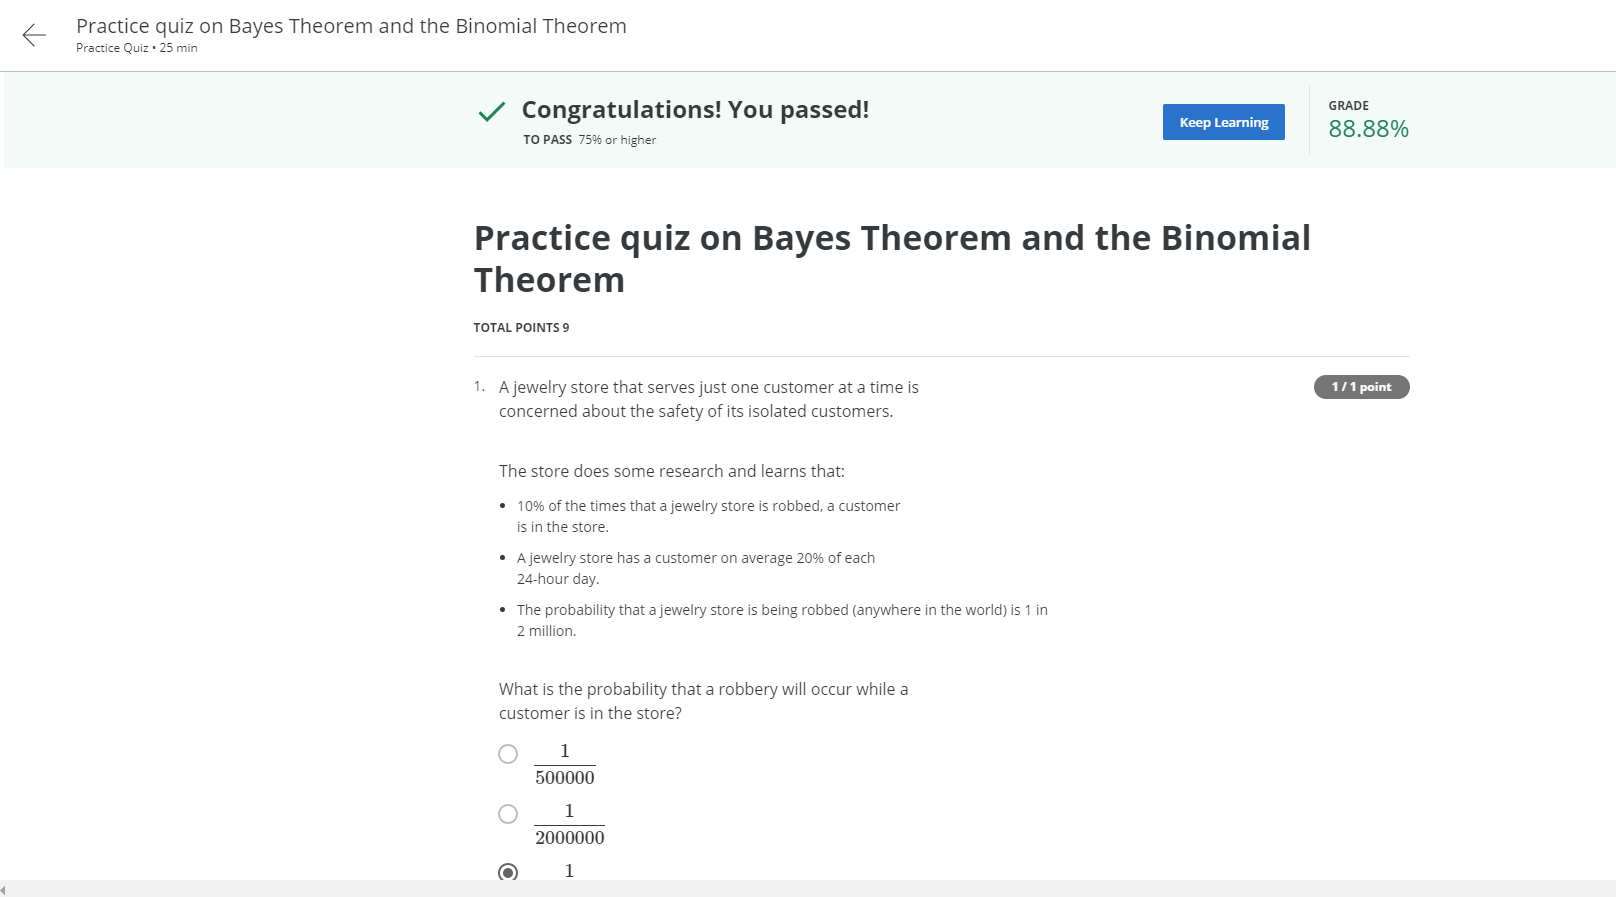 Practice quiz on Bayes Theorem and the Binomial Theorem
Practice Quiz • 25 min
Congratulations! You passed!
TO PASS 75% or higher
Keep Learning
GRADE
88.88%
Practice quiz on Bayes Theorem and the Binomial
Theorem
TOTAL POINTS 9
1. A jewelry store that serves just one customer at a time is
concerned about the safety of its isolated customers.
1 / 1 point
The store does some research and learns that:
• 10% of the times that a jewelry store is robbed, a customer
is in the store.
• A jewelry store has a customer on average 20% of each
24-hour day.
• The probability that a jewelry store is being robbed (anywhere in the world) is 1 in
2 million.
What is the probability that a robbery will occur while a
customer is in the store?
1
500000
1
2000000
1